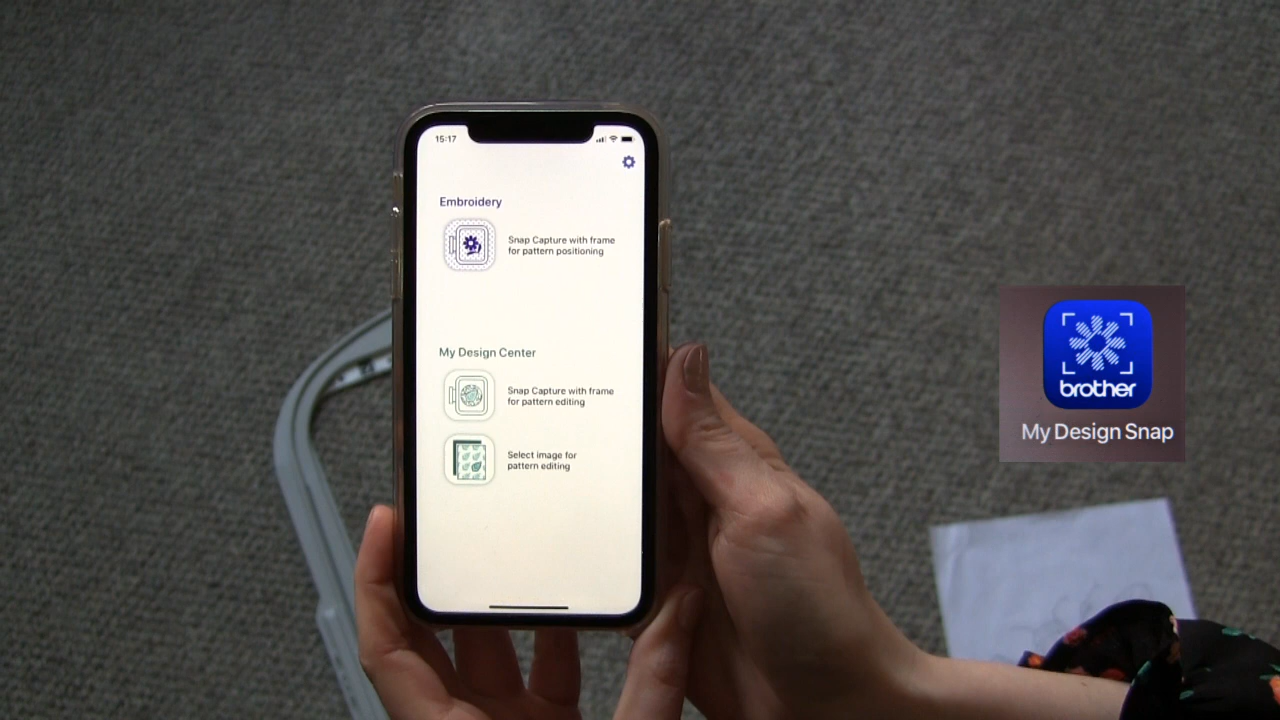 15:17
Embroidery
Snap Capture with frame
for pattern positioning
My Design Center
Snap Capture with frame
for pattern editing
Select image for
pattern editing
brother
My Design Snap